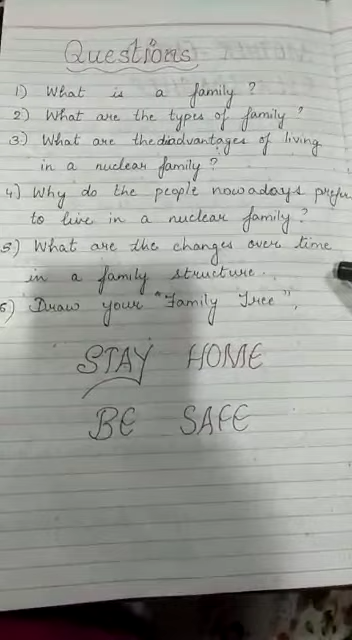 Questions
1) What is a family ?
2) What are the types of family ?
3) What are the diadvantages of living
in a nuclear family ?
4) Why do the people nowadays prefer
to live in a nuclear family ?
5) What are the changes over time
in a family structure.
6) Draw your "Family Tree".
STAY HOME
BE SAFE